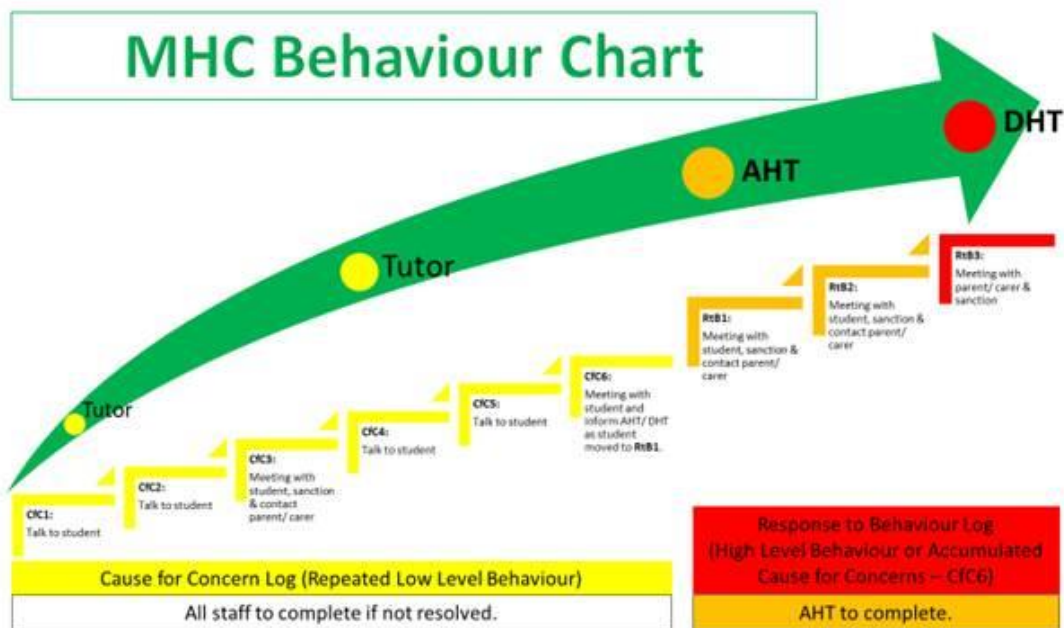 MHC Behaviour Chart
DHT
AHT
Tutor
Tutor
CfC1:
Talk to student
CfC2:
Talk to student
CfC3:
Meeting with
student, sanction
& contact
parent/ carer
CfC4:
Talk to student
CfC5:
Talk to student
CfC6:
Meeting with
student and
inform AHT/ DHT
as student
moved to RtB1.
RtB1:
Meeting with
student, sanction &
contact parent/
carer
RtB2:
Meeting with
student, sanction &
contact parent/
carer
RtB3:
Meeting with
parent/ carer &
sanction
Cause for Concern Log (Repeated Low Level Behaviour)
All staff to complete if not resolved.
Response to Behaviour Log
(High Level Behaviour or Accumulated
Cause for Concerns – CfC6)
AHT to complete.